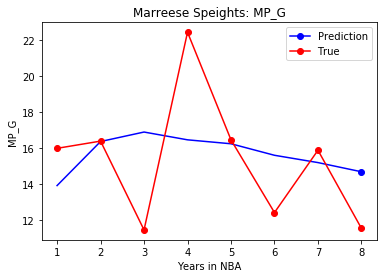 Marreese Speights: MP_G
Prediction
True
MP_G
22
20
18
16
14
12
1 2 3 4 5 6 7 8
Years in NBA